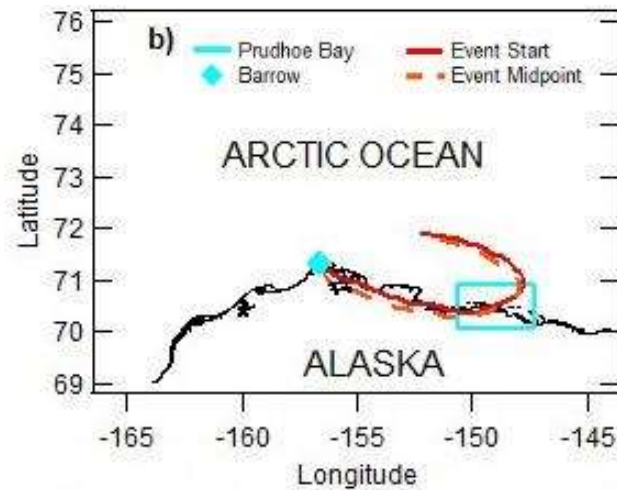 76
b)
Prudhoe Bay
Event Start
75
Barrow
Event Midpoint
74
ARCTIC OCEAN
73
Latitude
72
71
70
ALASKA
69
-165
-160
-155
-150
-145
Longitude